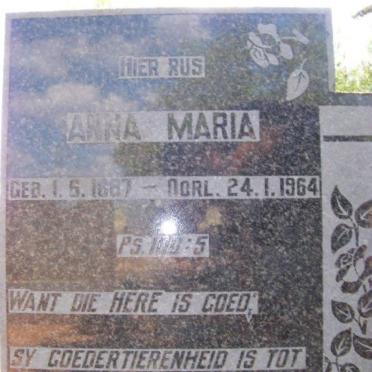 HIER RUS
ANNA MARIA
GEB. 1.5.1887 — OORL. 24.1.1964
PS. 100:5
WANT DIE HERE IS GOED;
SY GOEDERTIERENHEID IS TOT